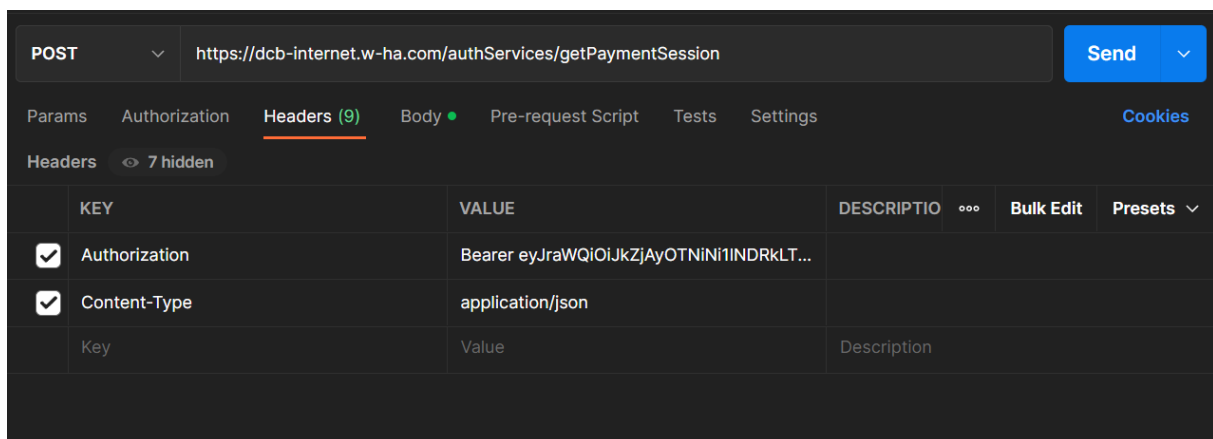 POST https://dcb-internet.w-ha.com/authServices/getPaymentSession Send
Params Authorization Headers (9) Body Pre-request Script Tests Settings Cookies
Headers 7 hidden
KEY VALUE DESCRIPTIO ooo Bulk Edit Presets
Authorization Bearer eyJraWQiOiJkZjAyOTNiNi1lNDRkLT...
Content-Type application/json
Key Value Description